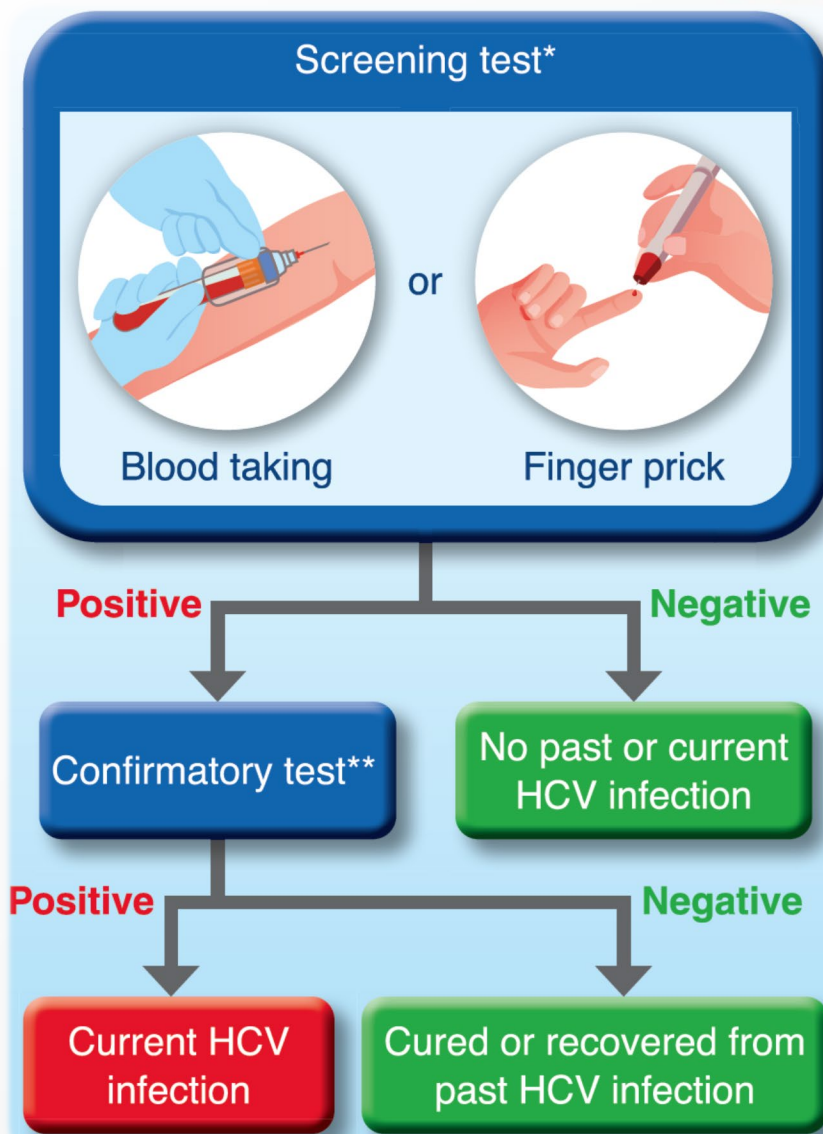 Screening test*
or
Blood taking
Finger prick
Positive
Negative
Confirmatory test**
No past or current
HCV infection
Positive
Negative
Current HCV
infection
Cured or recovered from
past HCV infection